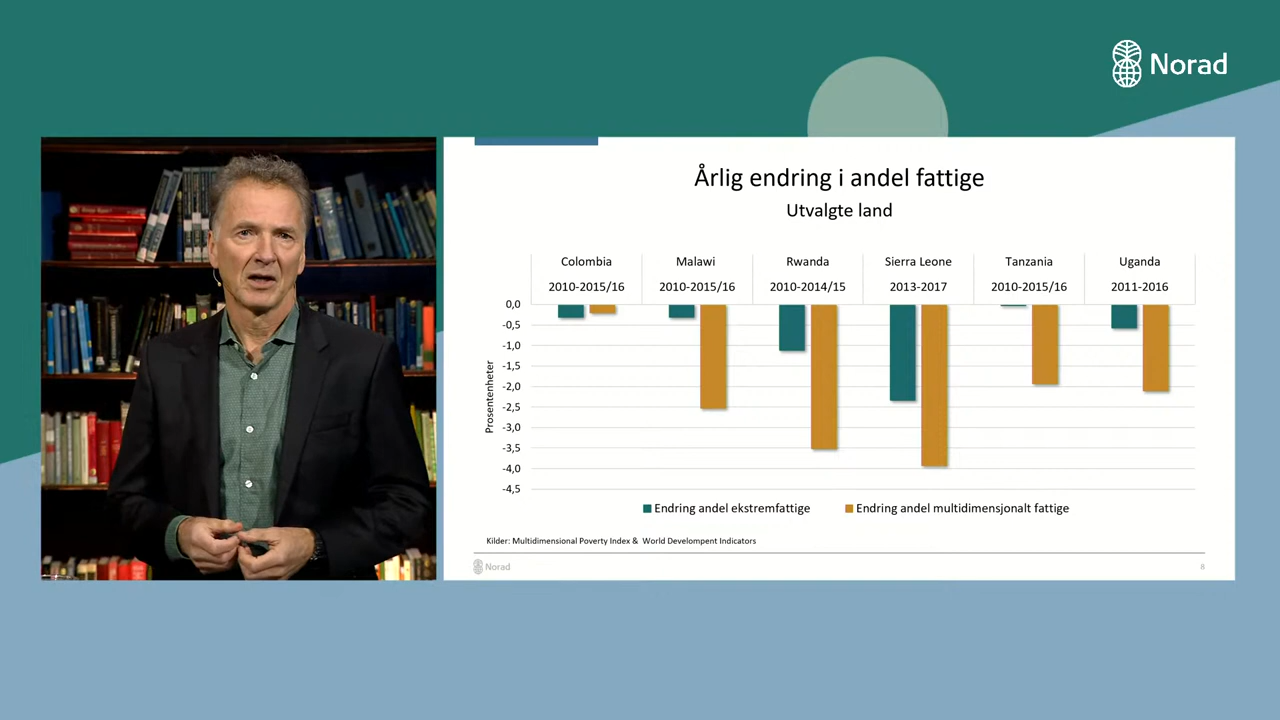 Norad
Årlig endring i andel fattige
Utvalgte land
Colombia Malawi Rwanda Sierra Leone Tanzania Uganda
2010-2015/16 2010-2015/16 2010-2014/15 2013-2017 2010-2015/16 2011-2016
0,0
-0,5
-1,0
-1,5
-2,0
-2,5
-3,0
-3,5
-4,0
-4,5
Prosentenheter
Endring andel ekstremfattige Endring andel multidimensjonalt fattige
Kilder: Multidimensional Poverty Index & World Development Indicators
Norad 8